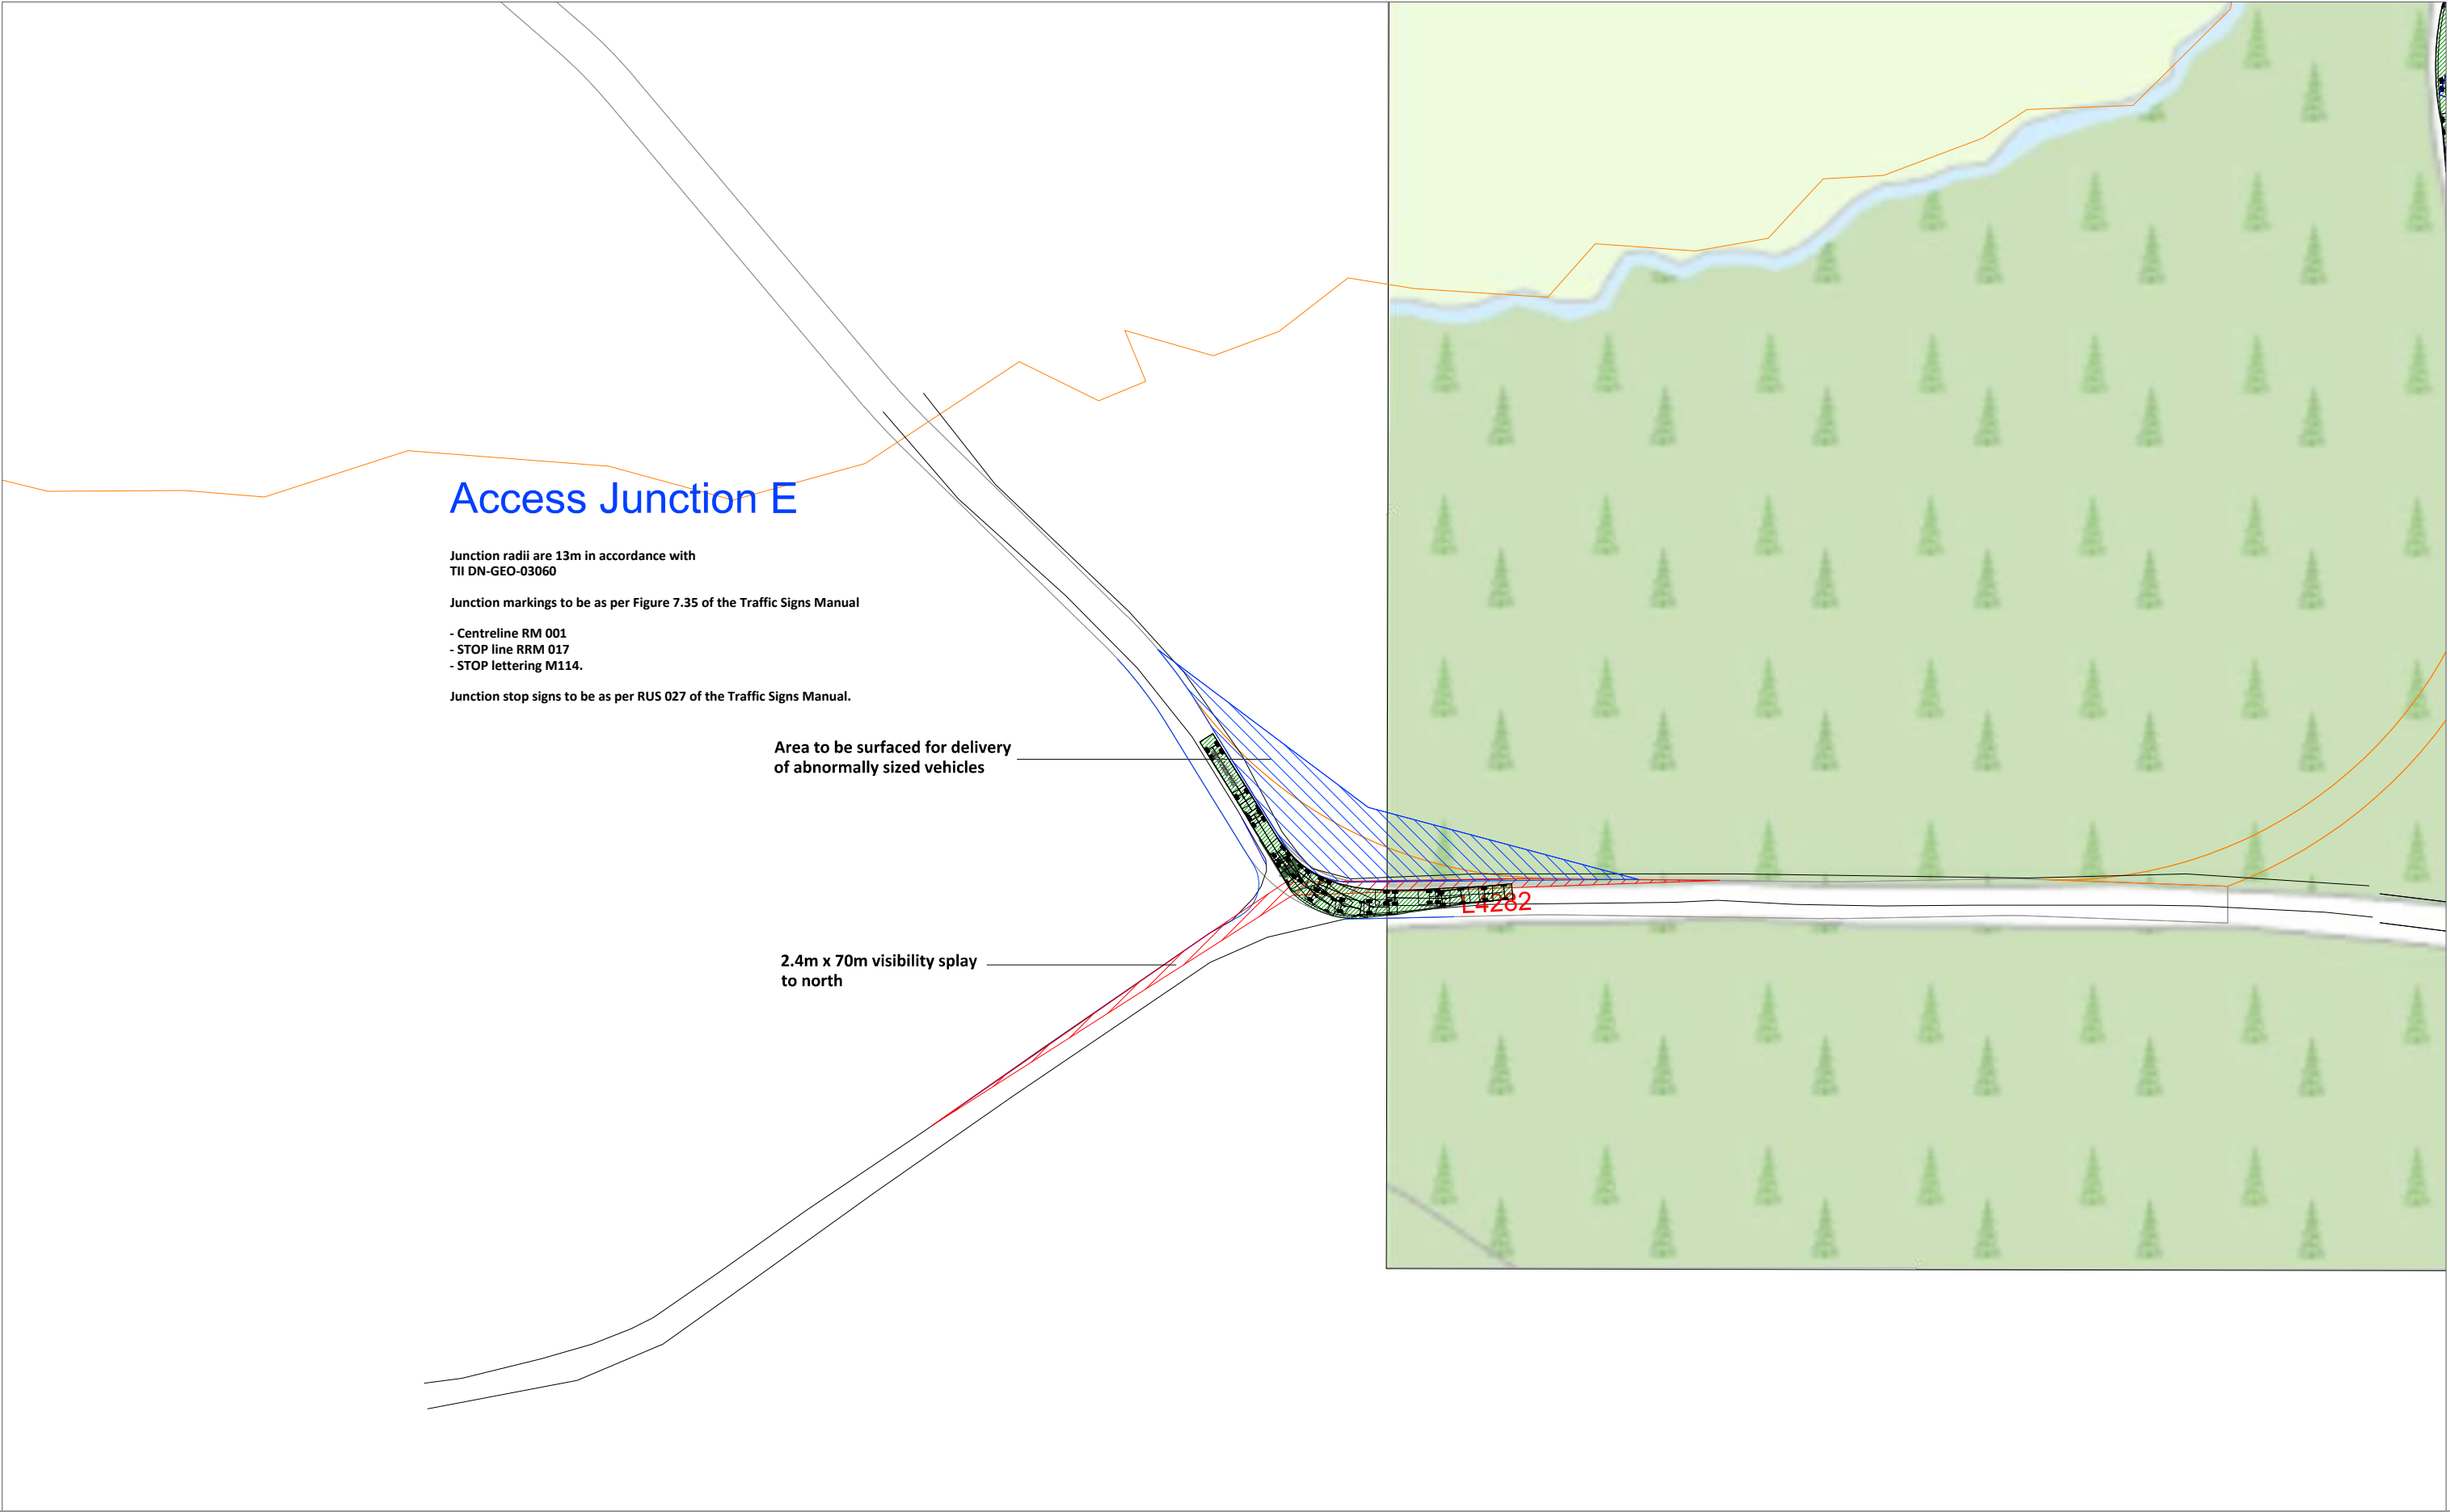 Access Junction E
Junction radii are 13m in accordance with
TII DN-GEO-03060
Junction markings to be as per Figure 7.35 of the Traffic Signs Manual
- Centreline RM 001
- STOP line RRM 017
- STOP lettering M114.
Junction stop signs to be as per RUS 027 of the Traffic Signs Manual.
Area to be surfaced for delivery
of abnormally sized vehicles
L4282
2.4m x 70m visibility splay
to north